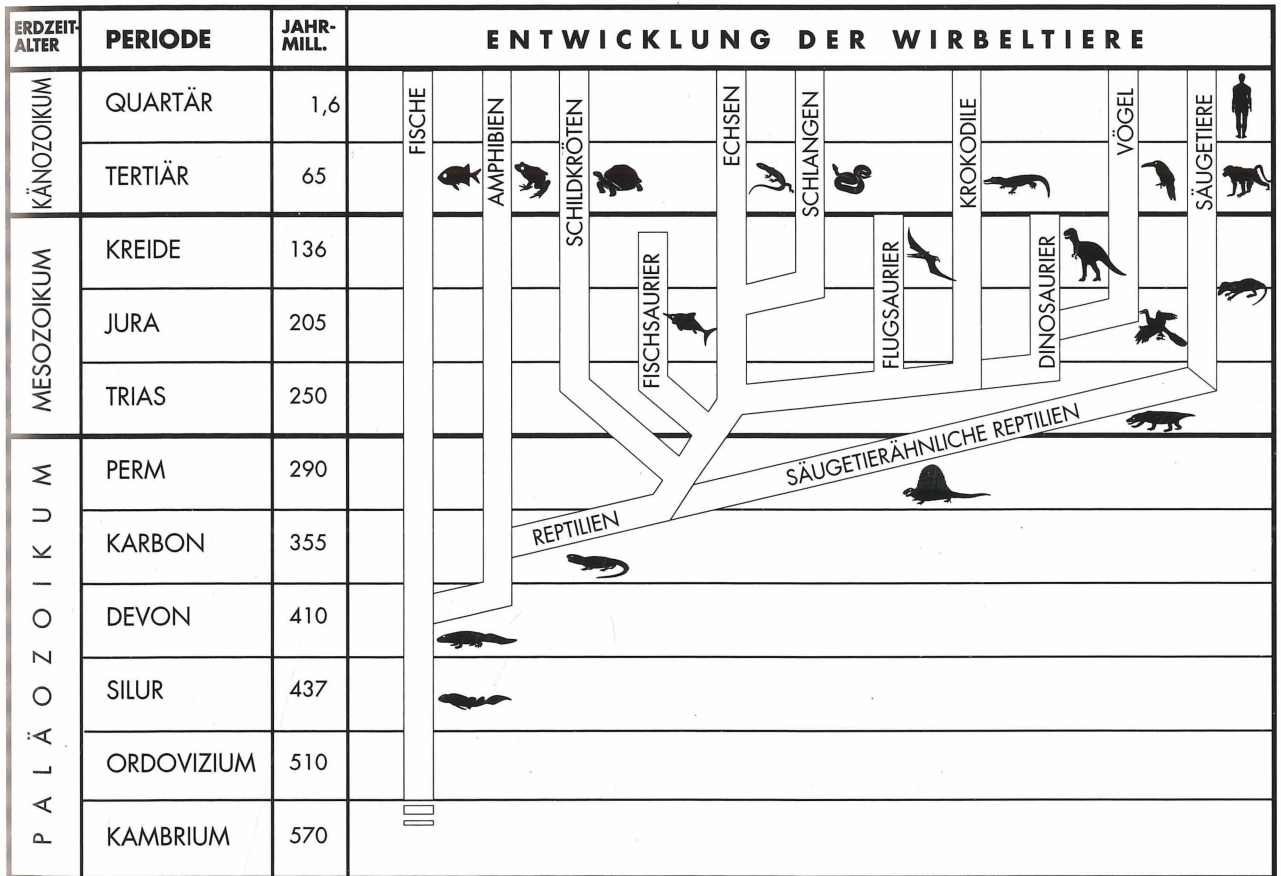 ERDZEIT-
ALTER
PERIODE
JAHR-
MILL.
ENTWICKLUNG DER WIRBELTIERE
KÄNOZOIKUM
QUARTÄR 1,6
TERTIÄR 65
MESOZOIKUM
KREIDE 136
JURA 205
TRIAS 250
PALÄOZOIKUM
PERM 290
KARBON 355
DEVON 410
SILUR 437
ORDOVIZIUM 510
KAMBRIUM 570
FISCHE
AMPHIBIEN
SCHILDKRÖTEN
FISCHSAURIER
ECHSEN
SCHLANGEN
FLUGSAURIER
KROKODILE
DINOSAURIER
VÖGEL
SÄUGETIERE
SÄUGETIERÄHNLICHE REPTILIEN
REPTILIEN